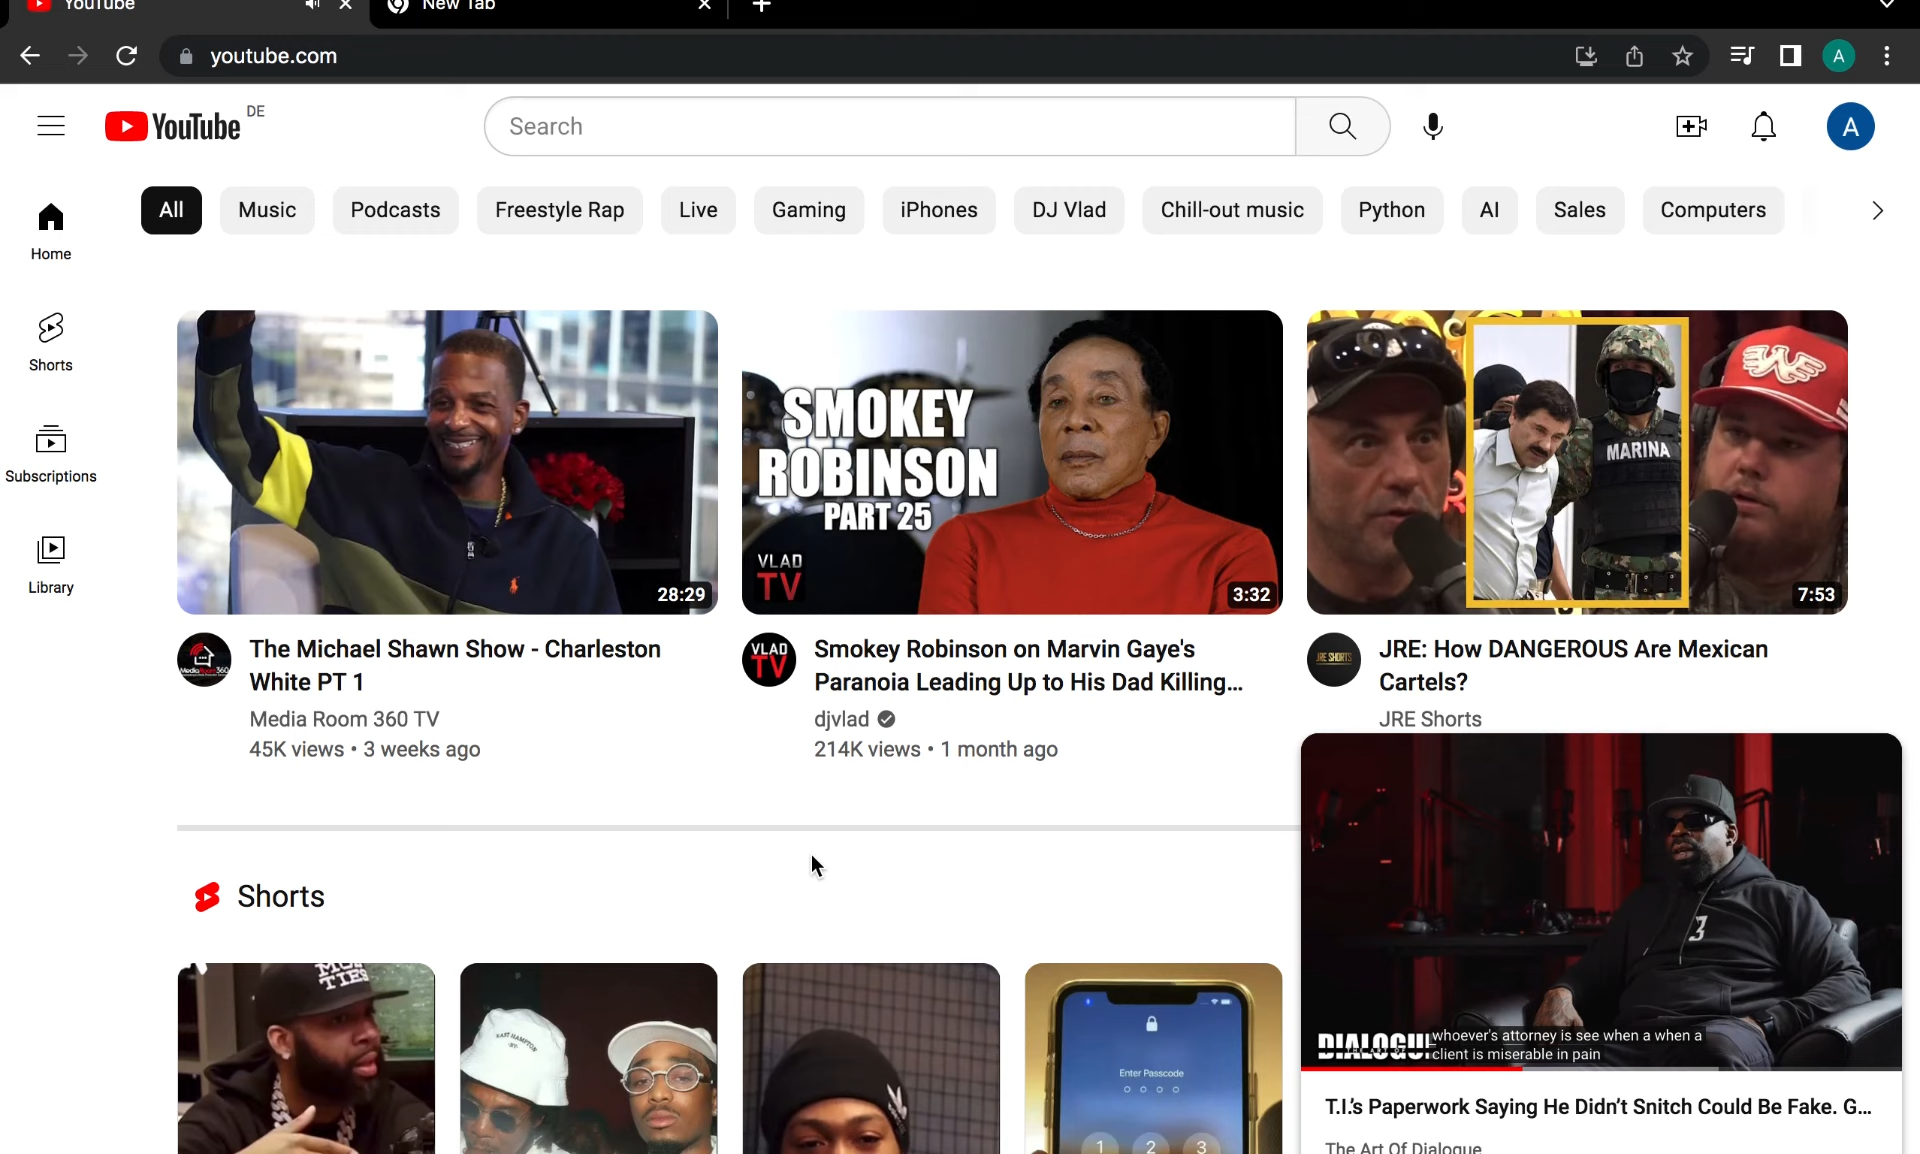 YouTube
New Tab
youtube.com
A
YouTube DE
Search
A
All
Music
Podcasts
Freestyle Rap
Live
Gaming
iPhones
DJ Vlad
Chill-out music
Python
AI
Sales
Computers
Home
Shorts
Subscriptions
Library
28:29
SMOKEY
ROBINSON
PART 25
VLAD
TV
3:32
MARINA
7:53
The Michael Shawn Show - Charleston
White PT 1
Media Room 360 TV
45K views • 3 weeks ago
VLAD
TV
Smokey Robinson on Marvin Gaye's
Paranoia Leading Up to His Dad Killing...
djvlad
214K views • 1 month ago
JRE SHORTS
JRE: How DANGEROUS Are Mexican
Cartels?
JRE Shorts
Shorts
TIES
Enter Passcode
1 2 3
3
whoever's attorney is see when a when a
client is miserable in pain
T.I.'s Paperwork Saying He Didn't Snitch Could Be Fake. G...
The Art Of Dialogue